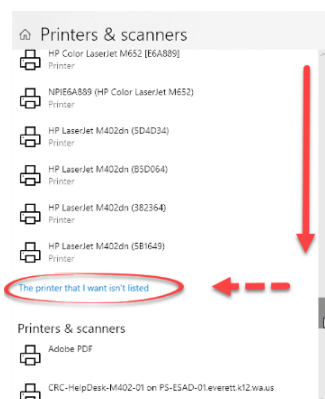 Printers & scanners
HP Color LaserJet M652 [E6A889]
Printer
NPIE6A889 (HP Color LaserJet M652)
Printer
HP LaserJet M402dn (5D4D34)
Printer
HP LaserJet M402dn (B5D064)
Printer
HP LaserJet M402dn (382364)
Printer
HP LaserJet M402dn (5B1649)
Printer
The printer that I want isn't listed
Printers & scanners
Adobe PDF
CRC-HelpDesk-M402-01 on PS-ESAD-01.everett.k12.wa.us